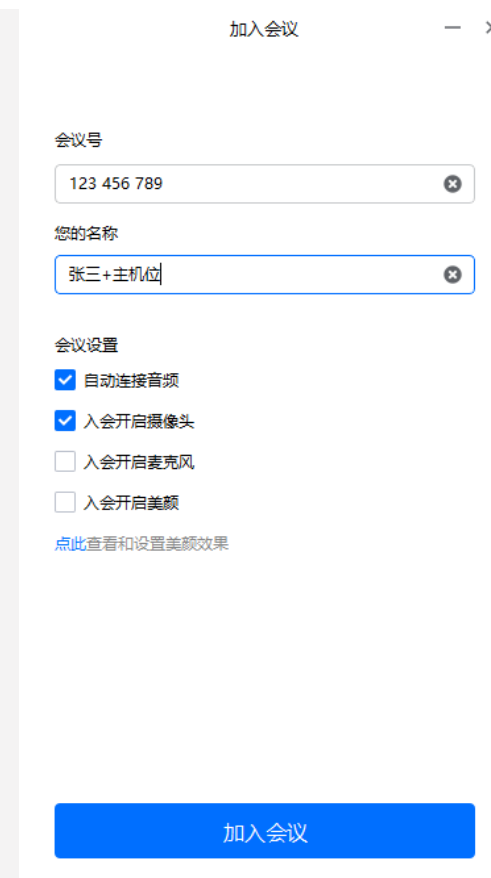 加入会议
会议号
123 456 789
您的名称
张三+主机位
会议设置
自动连接音频
入会开启摄像头
入会开启麦克风
入会开启美颜
点此查看和设置美颜效果
加入会议